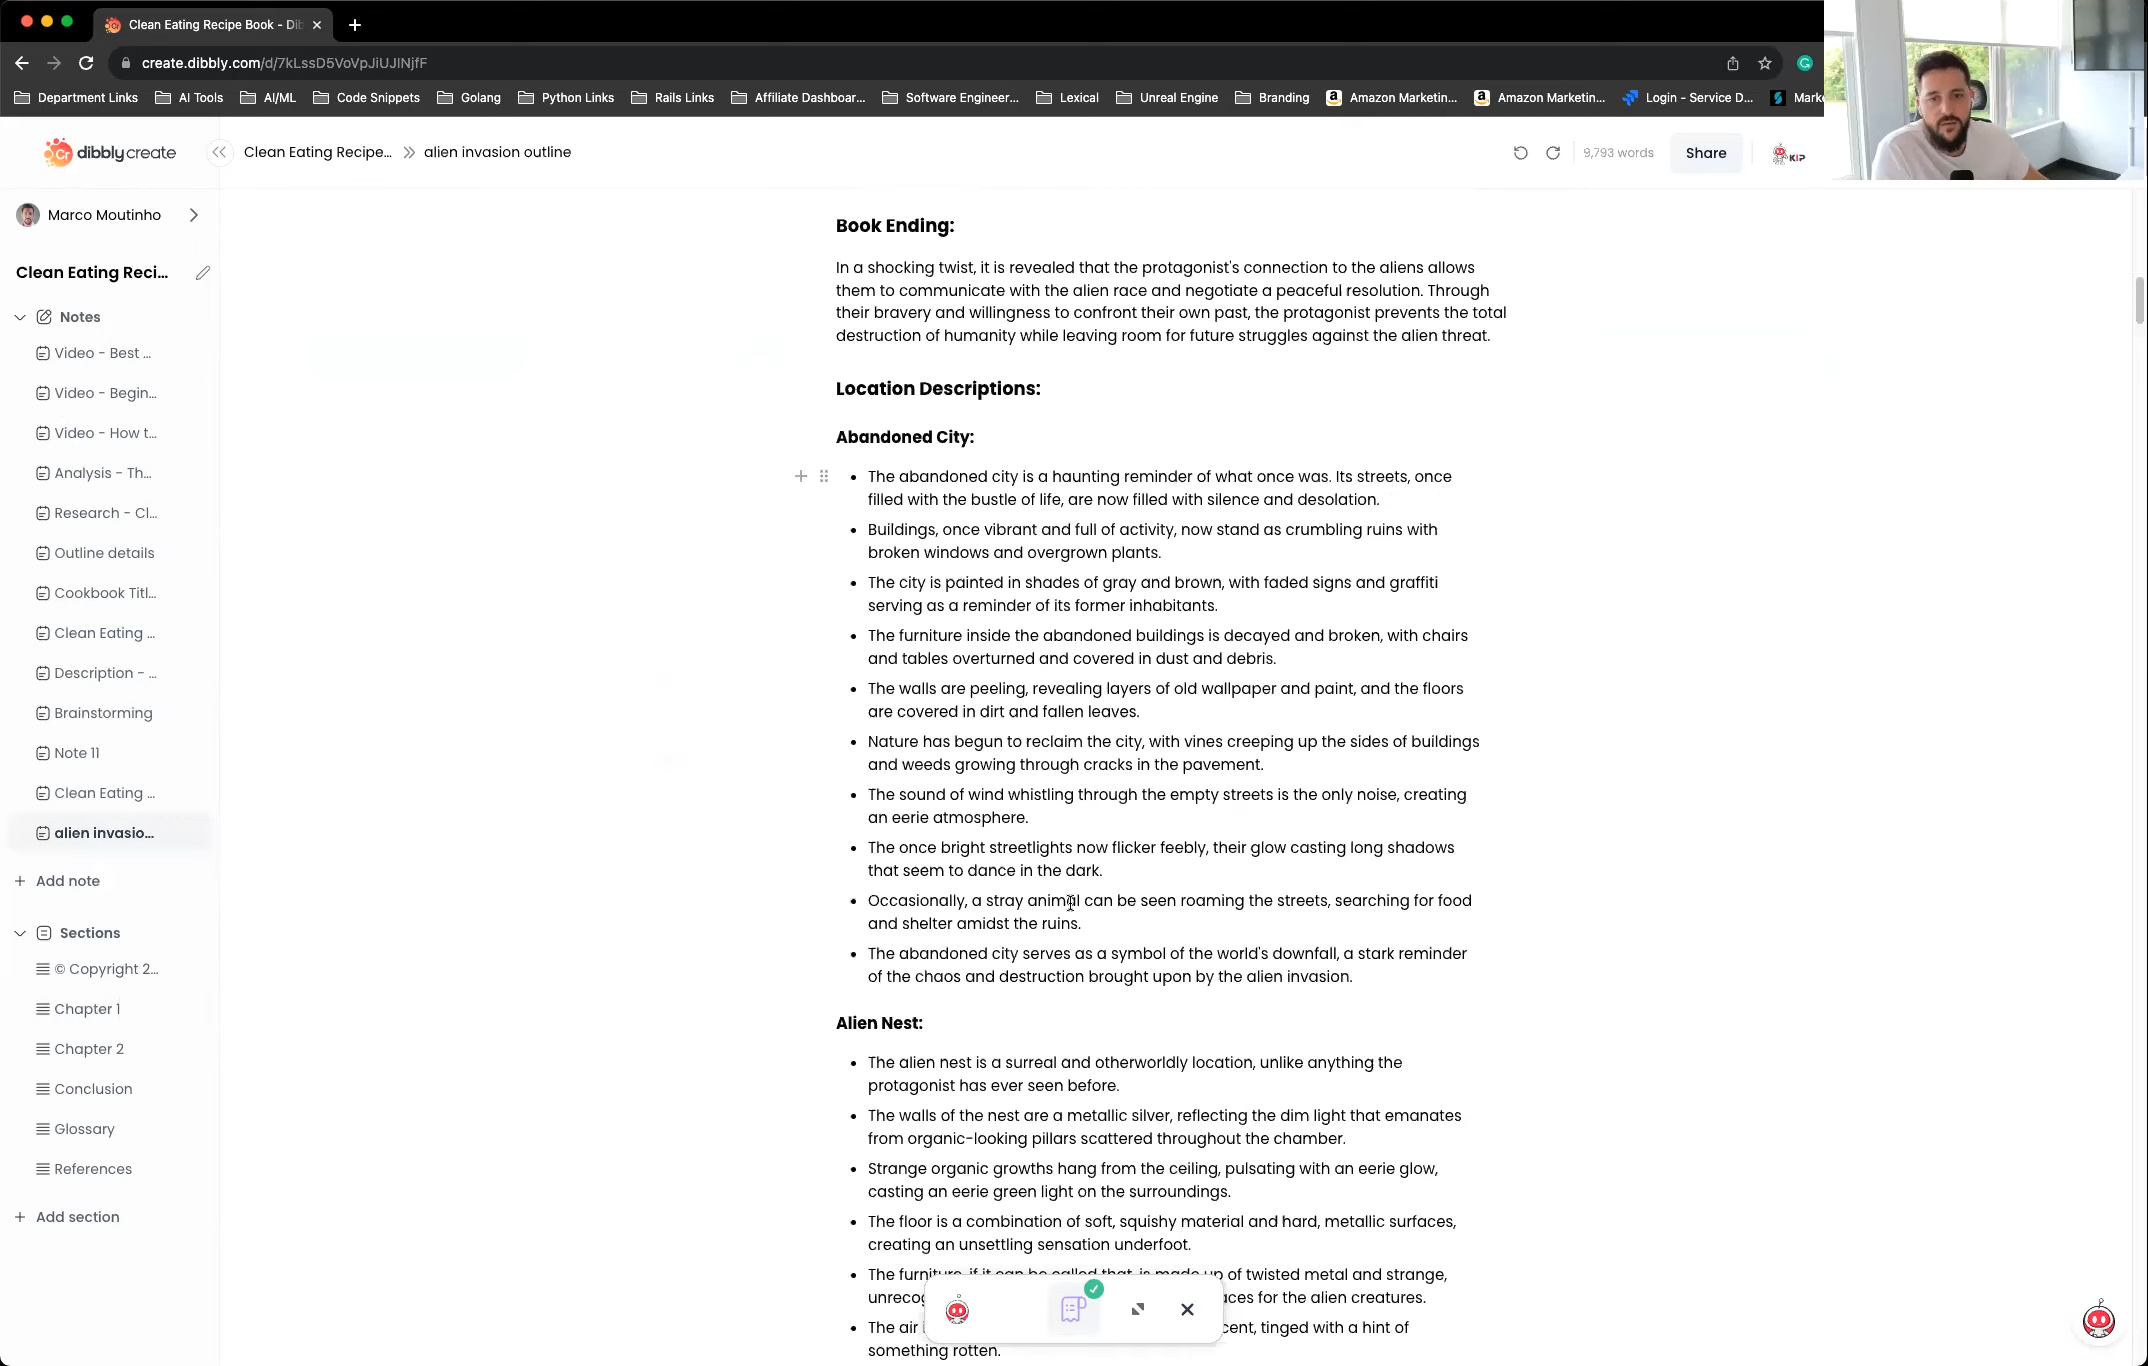 Clean Eating Recipe Book - Dib
create.dibbly.com/d/7kLssD5VoVpJiUJlNjfF
Department Links
AI Tools
AI/ML
Code Snippets
Golang
Python Links
Rails Links
Affiliate Dashboar...
Software Engineer...
Lexical
Unreal Engine
Branding
Amazon Marketin...
Amazon Marketin...
Login - Service D...
Mark
Cr dibblycreate
Clean Eating Recipe...
alien invasion outline
9,793 words
Share
KIP
Marco Moutinho
Clean Eating Reci...
Notes
Video - Best ...
Video - Begin...
Video - How t...
Analysis - Th...
Research - Cl...
Outline details
Cookbook Titl...
Clean Eating ...
Description - ...
Brainstorming
Note 11
Clean Eating ...
alien invasio...
Add note
Sections
© Copyright 2...
Chapter 1
Chapter 2
Conclusion
Glossary
References
Add section
Book Ending:
In a shocking twist, it is revealed that the protagonist's connection to the aliens allows
them to communicate with the alien race and negotiate a peaceful resolution. Through
their bravery and willingness to confront their own past, the protagonist prevents the total
destruction of humanity while leaving room for future struggles against the alien threat.
Location Descriptions:
Abandoned City:
The abandoned city is a haunting reminder of what once was. Its streets, once
filled with the bustle of life, are now filled with silence and desolation.
Buildings, once vibrant and full of activity, now stand as crumbling ruins with
broken windows and overgrown plants.
The city is painted in shades of gray and brown, with faded signs and graffiti
serving as a reminder of its former inhabitants.
The furniture inside the abandoned buildings is decayed and broken, with chairs
and tables overturned and covered in dust and debris.
The walls are peeling, revealing layers of old wallpaper and paint, and the floors
are covered in dirt and fallen leaves.
Nature has begun to reclaim the city, with vines creeping up the sides of buildings
and weeds growing through cracks in the pavement.
The sound of wind whistling through the empty streets is the only noise, creating
an eerie atmosphere.
The once bright streetlights now flicker feebly, their glow casting long shadows
that seem to dance in the dark.
Occasionally, a stray animal can be seen roaming the streets, searching for food
and shelter amidst the ruins.
The abandoned city serves as a symbol of the world's downfall, a stark reminder
of the chaos and destruction brought upon by the alien invasion.
Alien Nest:
The alien nest is a surreal and otherworldly location, unlike anything the
protagonist has ever seen before.
The walls of the nest are a metallic silver, reflecting the dim light that emanates
from organic-looking pillars scattered throughout the chamber.
Strange organic growths hang from the ceiling, pulsating with an eerie glow,
casting an eerie green light on the surroundings.
The floor is a combination of soft, squishy material and hard, metallic surfaces,
creating an unsettling sensation underfoot.
The furniture, if it can be called that, is made up of twisted metal and strange,
unrecog aces for the alien creatures.
The air cent, tinged with a hint of
something rotten.